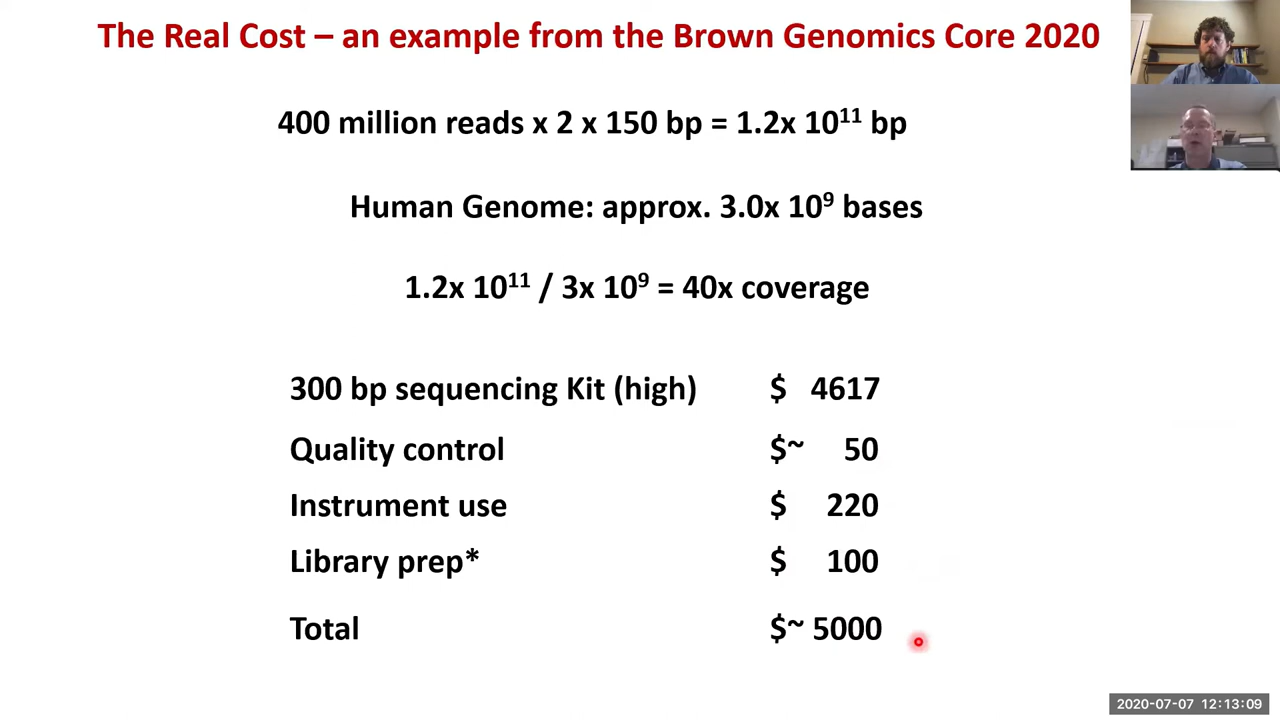 The Real Cost – an example from the Brown Genomics Core 2020
400 million reads x 2 x 150 bp = 1.2x 10¹¹ bp
Human Genome: approx. 3.0x 10⁹ bases
1.2x 10¹¹ / 3x 10⁹ = 40x coverage
300 bp sequencing Kit (high) $ 4617
Quality control $~ 50
Instrument use $ 220
Library prep* $ 100
Total $~ 5000
2020-07-07 12:13:09